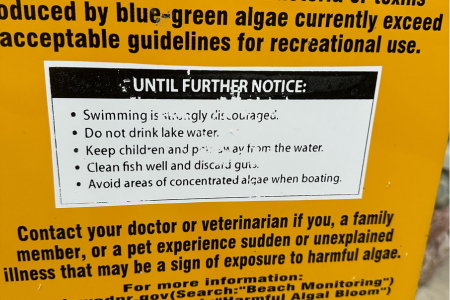 oduced by blue-green algae currently exceed
acceptable guidelines for recreational use.
UNTIL FURTHER NOTICE:
• Swimming is strongly discouraged.
• Do not drink lake water.
• Keep children and pets away from the water.
• Clean fish well and discard guts.
• Avoid areas of concentrated algae when boating.
Contact your doctor or veterinarian if you, a family
member, or a pet experience sudden or unexplained
illness that may be a sign of exposure to harmful algae.
For more information:
gov(Search:"Beach Monitoring")
"Harmful Algal Bloom")